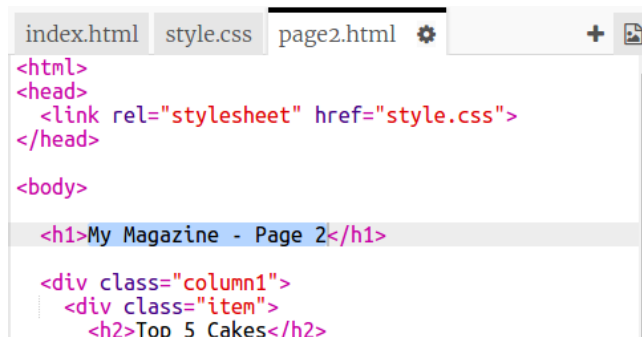 index.html style.css page2.html
<html>
<head>
<link rel="stylesheet" href="style.css">
</head>
<body>
<h1>My Magazine - Page 2</h1>
<div class="column1">
<div class="item">
<h2>Top 5 Cakes</h2>